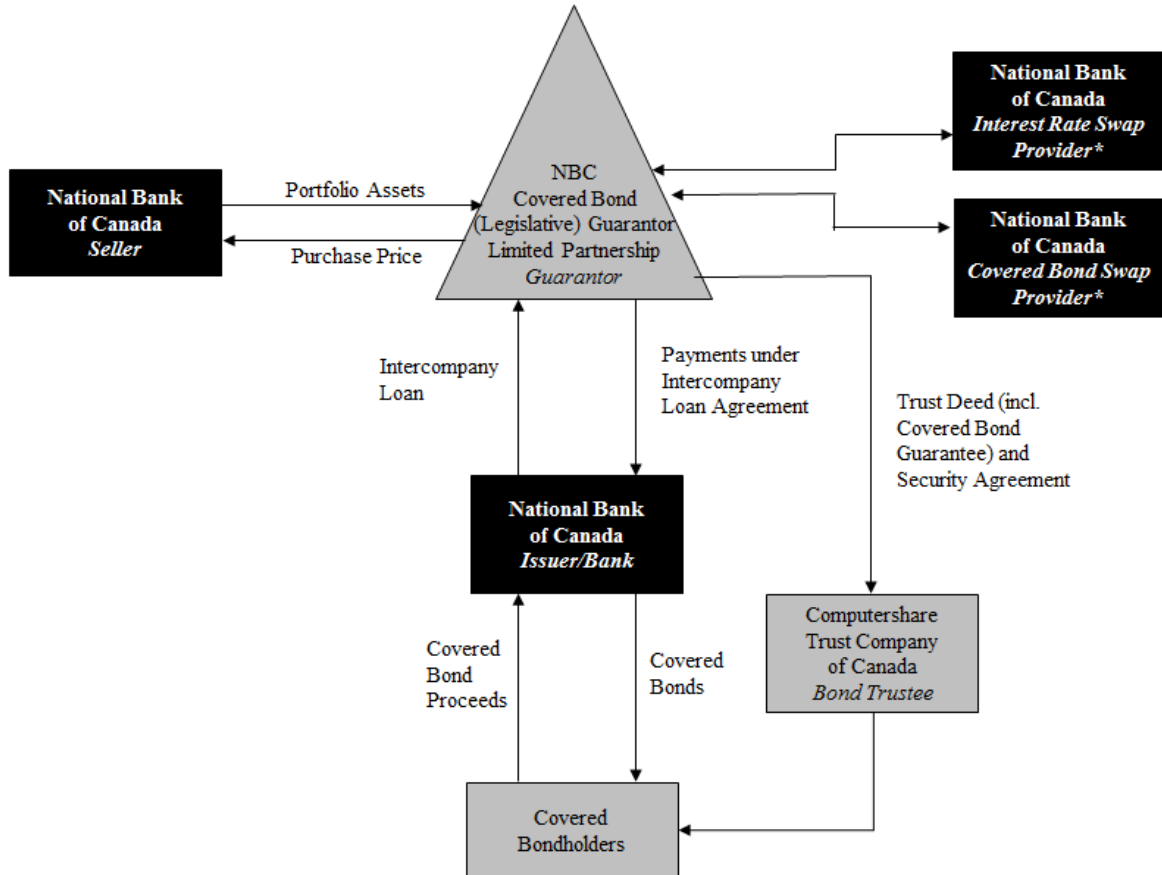 National Bank
of Canada
Interest Rate Swap
Provider*
National Bank
of Canada
Seller
Portfolio Assets
Purchase Price
NBC
Covered Bond
(Legislative) Guarantor
Limited Partnership
Guarantor
National Bank
of Canada
Covered Bond Swap
Provider*
Intercompany
Loan
Payments under
Intercompany
Loan Agreement
Trust Deed (incl.
Covered Bond
Guarantee) and
Security Agreement
National Bank
of Canada
Issuer/Bank
Covered
Bond
Proceeds
Covered
Bonds
Computershare
Trust Company
of Canada
Bond Trustee
Covered
Bondholders